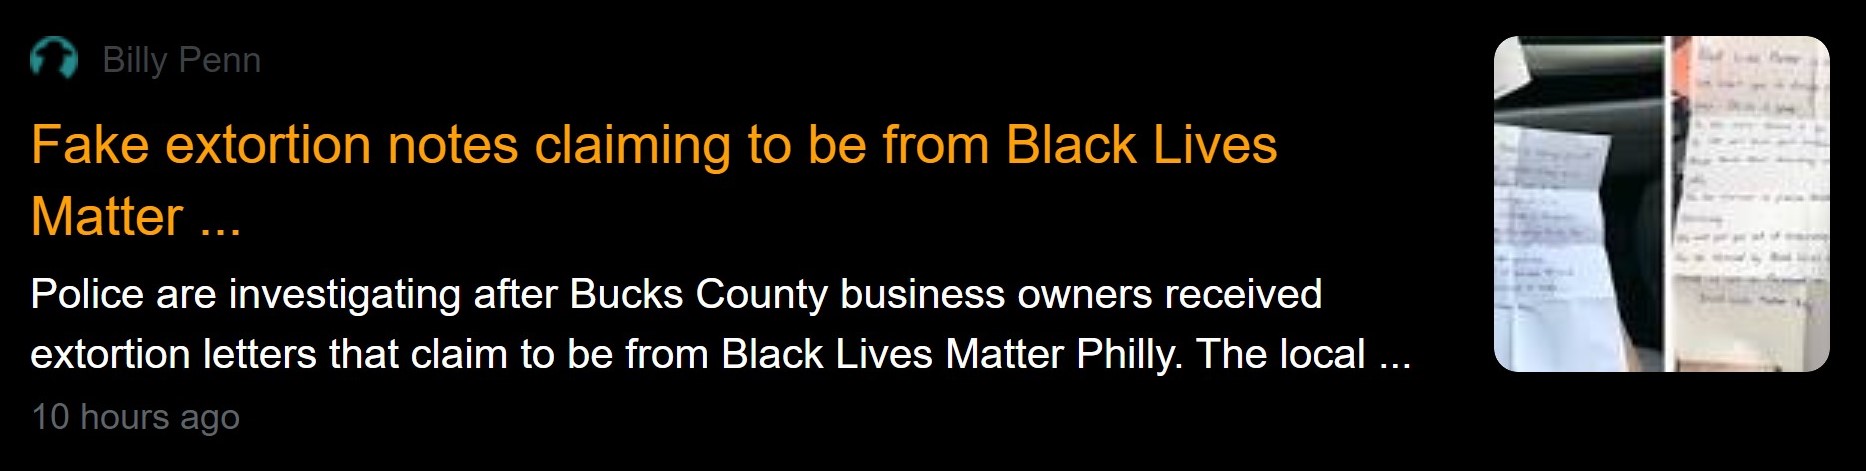 Billy Penn
Fake extortion notes claiming to be from Black Lives
Matter ...
Police are investigating after Bucks County business owners received
extortion letters that claim to be from Black Lives Matter Philly. The local ...
10 hours ago